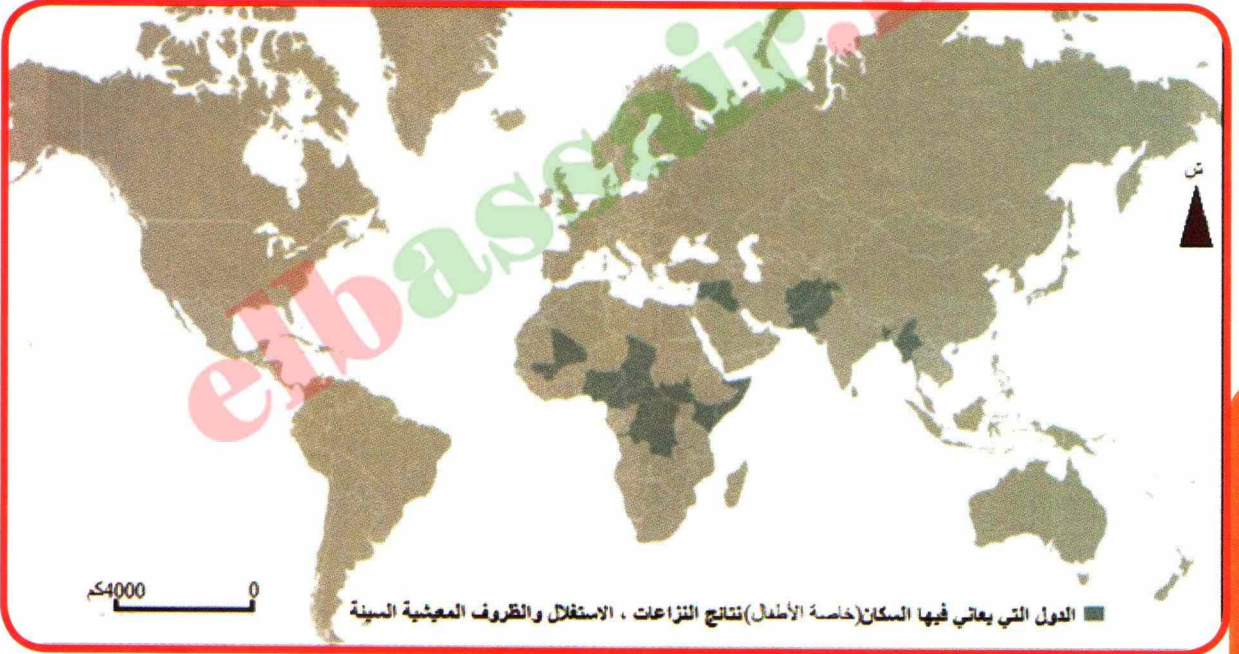 elbassair.
ش
4000كم 0
الدول التي يعاني فيها السكان(خاصة الأطفال)نتائج النزاعات ، الاستغلال والظروف المعيشية السيئة